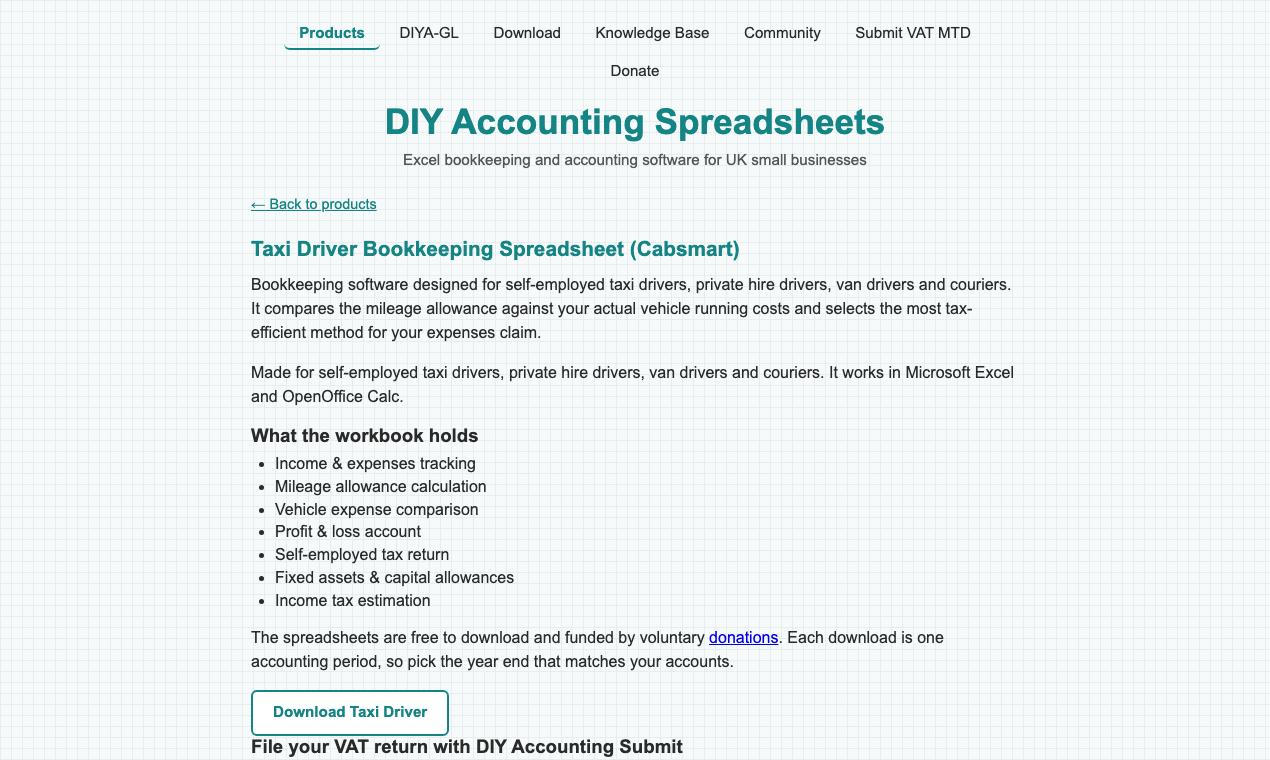 Products DIYA-GL Download Knowledge Base Community Submit VAT MTD
Donate
DIY Accounting Spreadsheets
Excel bookkeeping and accounting software for UK small businesses
← Back to products
Taxi Driver Bookkeeping Spreadsheet (Cabsmart)
Bookkeeping software designed for self-employed taxi drivers, private hire drivers, van drivers and couriers.
It compares the mileage allowance against your actual vehicle running costs and selects the most tax-
efficient method for your expenses claim.
Made for self-employed taxi drivers, private hire drivers, van drivers and couriers. It works in Microsoft Excel
and OpenOffice Calc.
What the workbook holds
• Income & expenses tracking
• Mileage allowance calculation
• Vehicle expense comparison
• Profit & loss account
• Self-employed tax return
• Fixed assets & capital allowances
• Income tax estimation
The spreadsheets are free to download and funded by voluntary donations. Each download is one
accounting period, so pick the year end that matches your accounts.
Download Taxi Driver
File your VAT return with DIY Accounting Submit